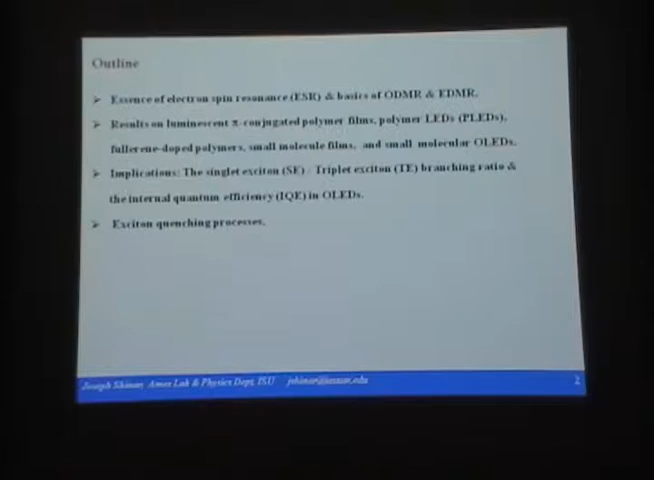 Outline
➢ Essence of electron spin resonance (ESR) & basics of ODMR & EDMR.
➢ Results on luminescent π-conjugated polymer films, polymer LEDs (PLEDs),
fullerene-doped polymers, small molecule films, and small molecular OLEDs.
➢ Implications: The singlet exciton (SE) / Triplet exciton (TE) branching ratio &
the internal quantum efficiency (IQE) in OLEDs.
➢ Exciton quenching processes.
Joseph Shinar, Ames Lab & Physics Dept, ISU
2